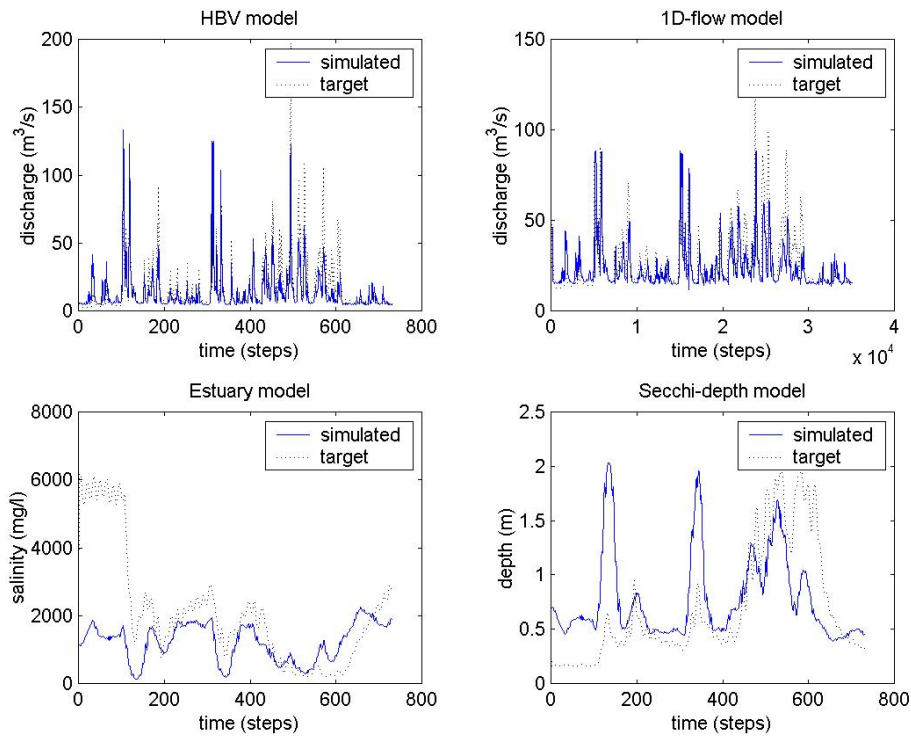 HBV model
200
150
100
50
0
discharge (m³/s)
simulated
target
0 200 400 600 800
time (steps)
1D-flow model
150
100
50
0
discharge (m³/s)
simulated
target
0 1 2 3 4
x 10⁴
time (steps)
Estuary model
8000
6000
4000
2000
0
salinity (mg/l)
simulated
target
0 200 400 600 800
time (steps)
Secchi-depth model
2.5
2
1.5
1
0.5
0
depth (m)
simulated
target
0 200 400 600 800
time (steps)